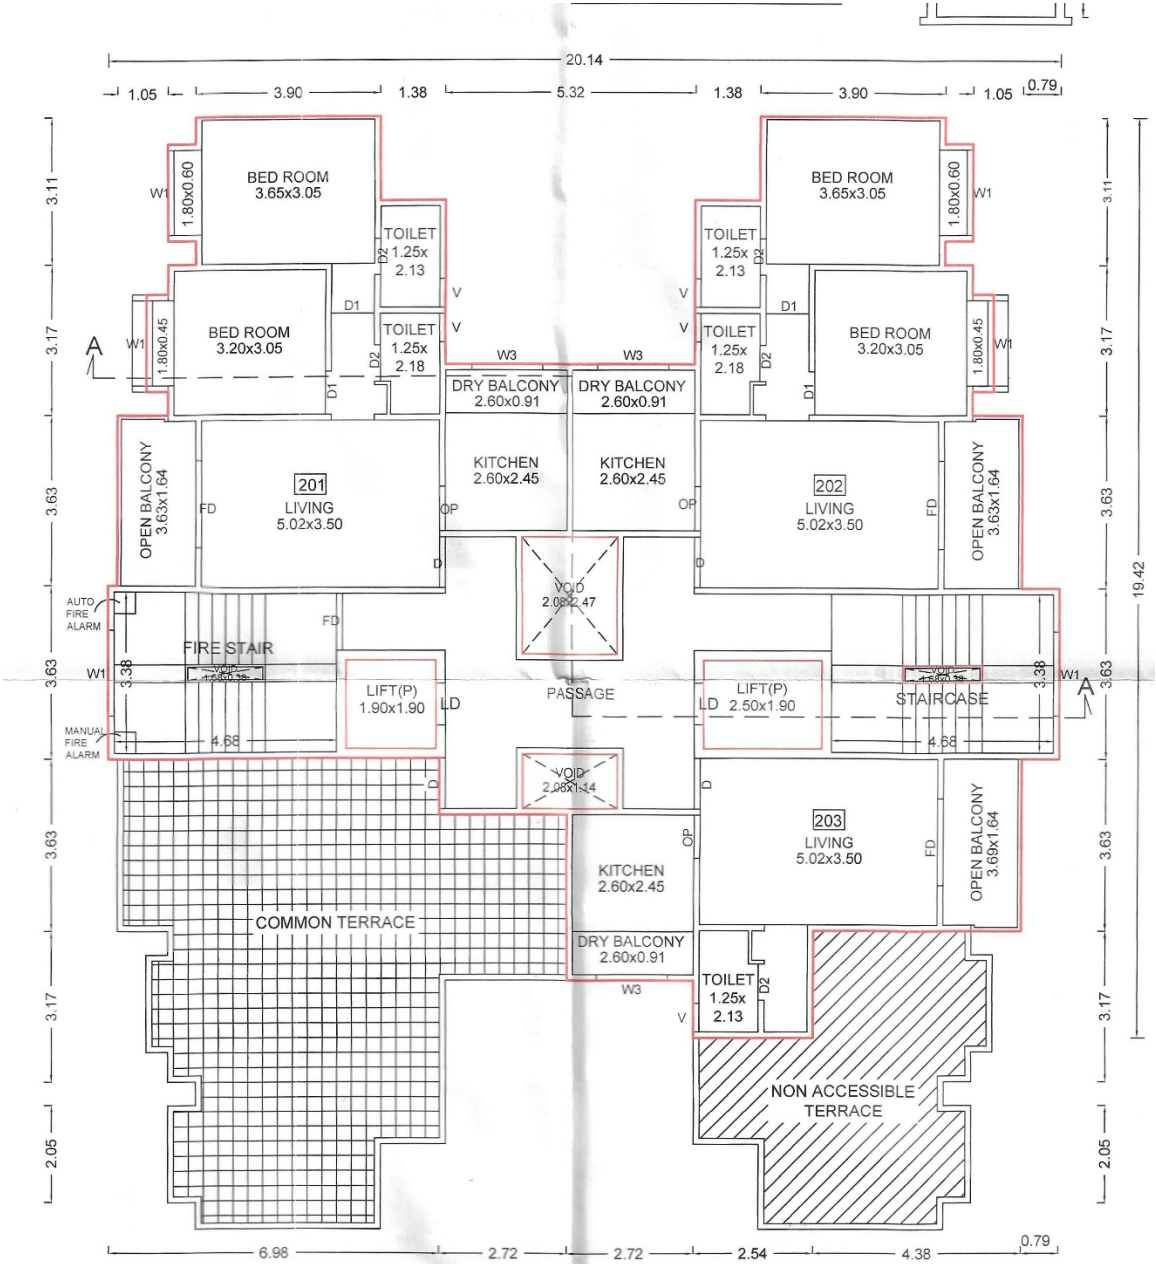 20.14
1.05
3.90
1.38
5.32
1.38
3.90
1.05
0.79
3.11
W1
1.80x0.60
BED ROOM
3.65x3.05
TOILET
1.25x
2.13
D2
V
BED ROOM
3.65x3.05
1.80x0.60
W1
TOILET
1.25x
2.13
D2
V
3.11
3.17
A
W1
1.80x0.45
BED ROOM
3.20x3.05
D1
D1
TOILET
1.25x
2.18
D2
V
W3
W3
DRY BALCONY
2.60x0.91
DRY BALCONY
2.60x0.91
V
TOILET
1.25x
2.18
D2
D1
D1
BED ROOM
3.20x3.05
1.80x0.45
W1
3.17
3.63
OPEN BALCONY
3.63x1.64
FD
201
LIVING
5.02x3.50
OP
D
KITCHEN
2.60x2.45
KITCHEN
2.60x2.45
OP
D
202
LIVING
5.02x3.50
FD
OPEN BALCONY
3.63x1.64
3.63
19.42
VOID
2.08x2.47
AUTO
FIRE
ALARM
3.63
W1
3.38
FIRE STAIR
VOID
1.68x0.38
FD
LIFT(P)
1.90x1.90
LD
PASSAGE
LD
LIFT(P)
2.50x1.90
VOID
1.68x0.38
STAIRCASE
3.38
W1
A
3.63
MANUAL
FIRE
ALARM
4.68
4.68
VOID
2.08x1.14
D
D
3.63
COMMON TERRACE
OP
KITCHEN
2.60x2.45
203
LIVING
5.02x3.50
FD
OPEN BALCONY
3.69x1.64
3.63
DRY BALCONY
2.60x0.91
W3
V
TOILET
1.25x
2.13
D2
3.17
3.17
NON ACCESSIBLE
TERRACE
2.05
2.05
6.98
2.72
2.72
2.54
4.38
0.79